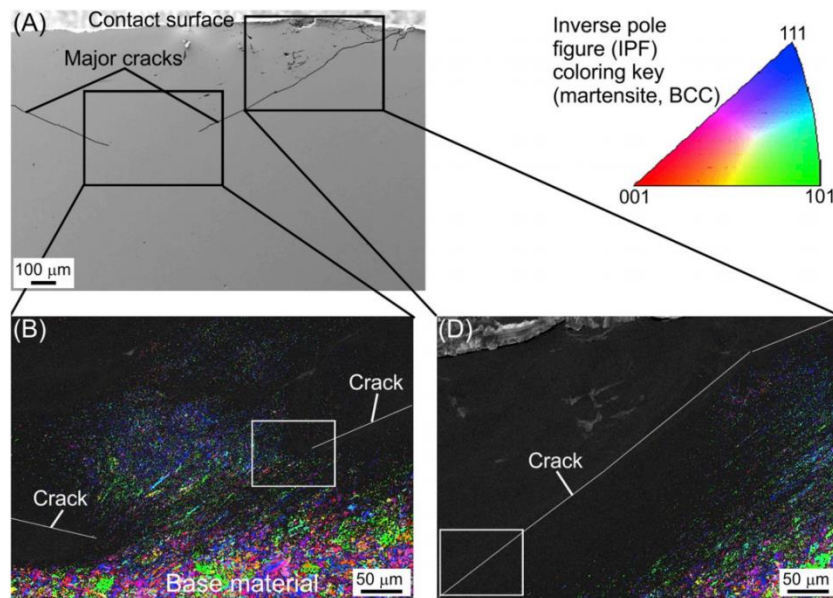 (A)
Contact surface
Major cracks
100 μm
Inverse pole
figure (IPF)
coloring key
(martensite, BCC)
111
001
101
(B)
Crack
Crack
Base material
50 μm
(D)
Crack
50 μm